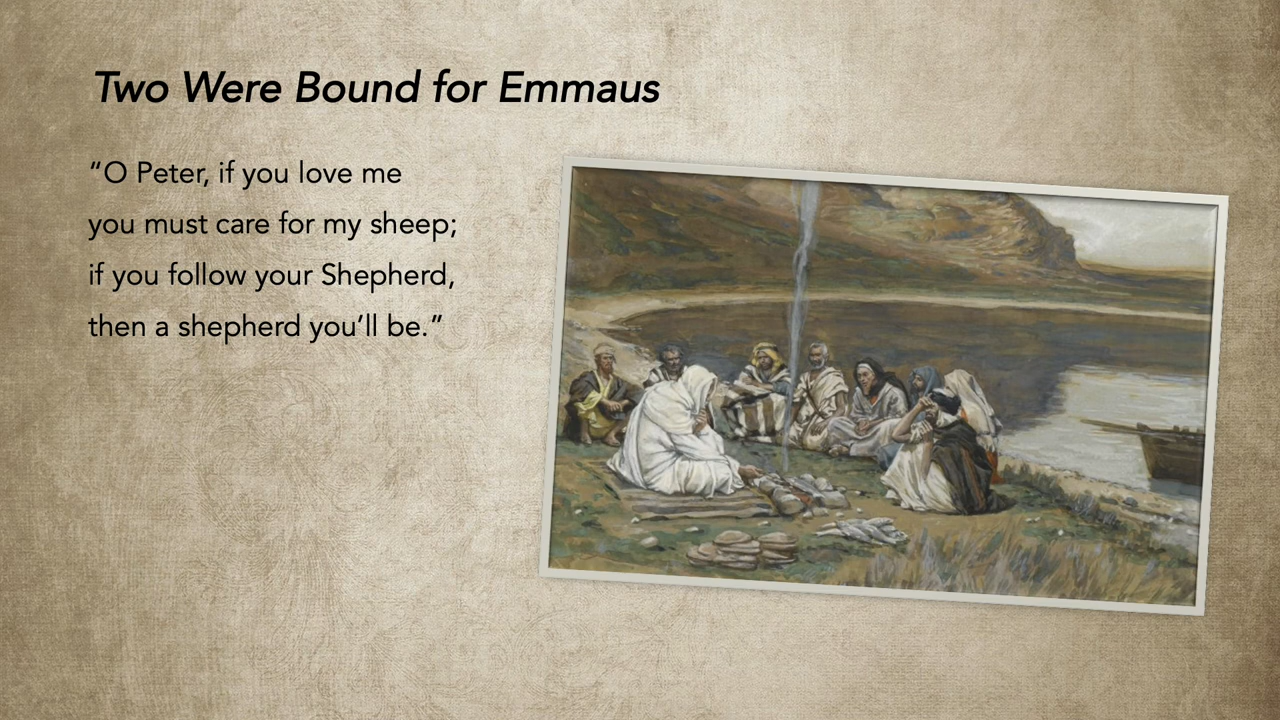 Two Were Bound for Emmaus
“O Peter, if you love me
you must care for my sheep;
if you follow your Shepherd,
then a shepherd you’ll be.”